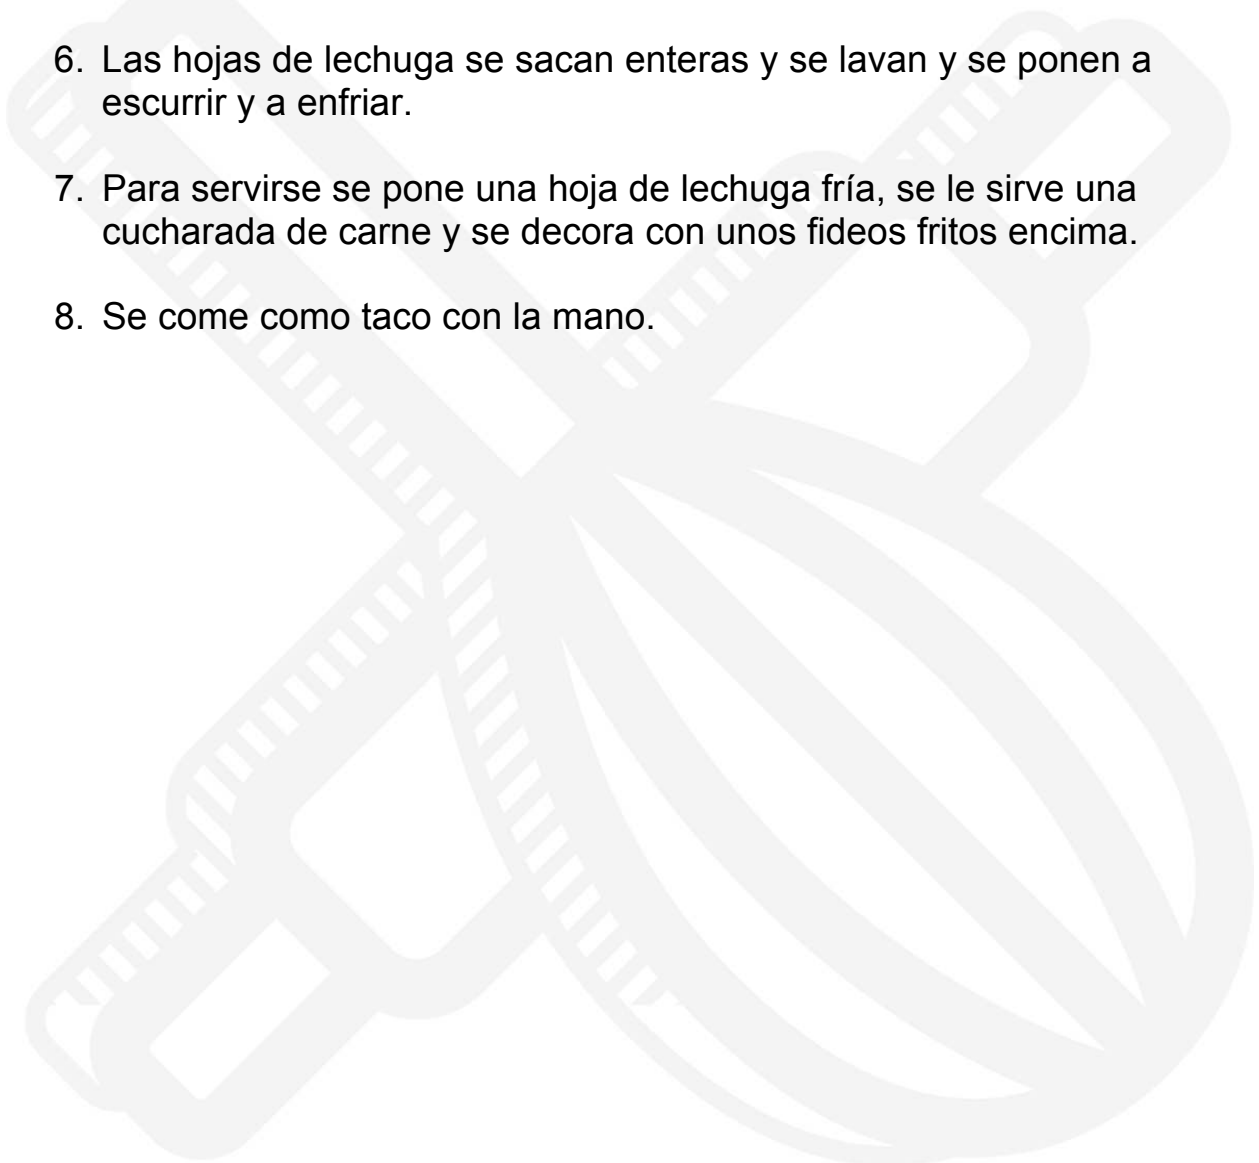 6. Las hojas de lechuga se sacan enteras y se lavan y se ponen a
escurrir y a enfriar.
7. Para servirse se pone una hoja de lechuga fría, se le sirve una
cucharada de carne y se decora con unos fideos fritos encima.
8. Se come como taco con la mano.